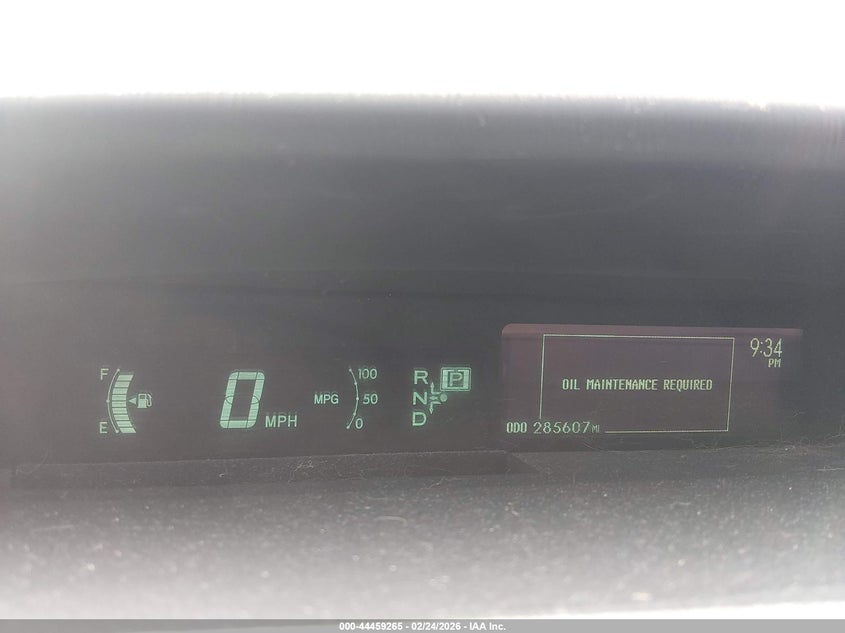 F
E
0 MPH
MPG
100
50
0
R
P
N
D
9:34
PM
OIL MAINTENANCE REQUIRED
ODO 285607 MI
000-44459265 - 02/24/2026 - IAA Inc.